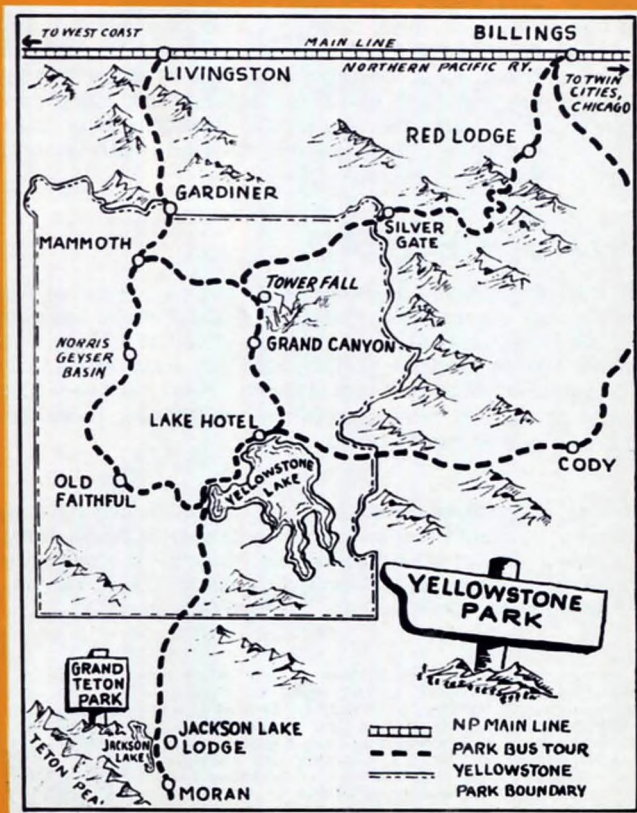 TO WEST COAST
MAIN LINE
BILLINGS
LIVINGSTON
NORTHERN PACIFIC RY.
TO TWIN
CITIES,
CHICAGO
RED LODGE
GARDINER
SILVER
GATE
MAMMOTH
TOWER FALL
NORRIS
GEYSER
BASIN
GRAND CANYON
LAKE HOTEL
CODY
OLD
FAITHFUL
YELLOWSTONE
LAKE
YELLOWSTONE
PARK
GRAND
TETON
PARK
JACKSON
LAKE
JACKSON LAKE
LODGE
TETON PEA.
MORAN
NP MAIN LINE
PARK BUS TOUR
YELLOWSTONE
PARK BOUNDARY